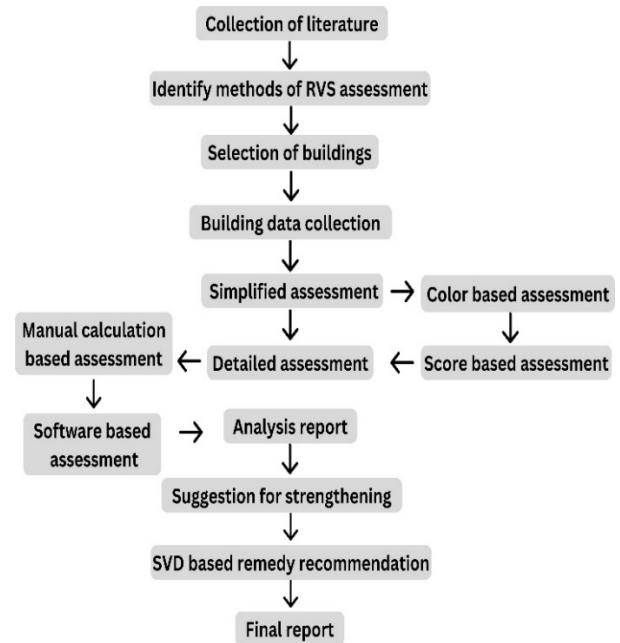 Collection of literature
Identify methods of RVS assessment
Selection of buildings
Building data collection
Simplified assessment
Color based assessment
Manual calculation
based assessment
Detailed assessment
Score based assessment
Software based
assessment
Analysis report
Suggestion for strengthening
SVD based remedy recommendation
Final report